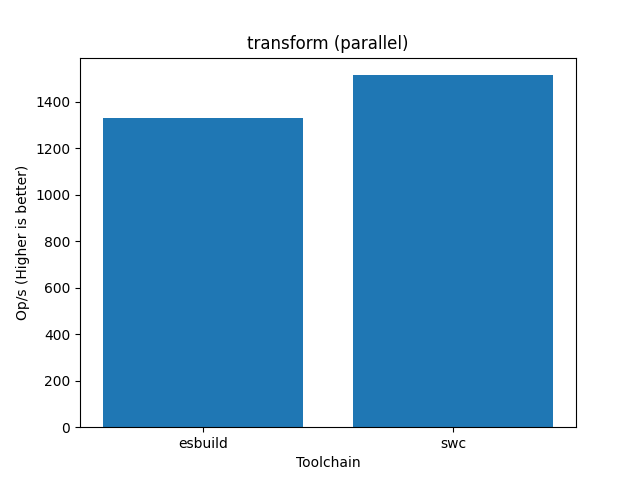 transform (parallel)
Op/s (Higher is better)
1400
1200
1000
800
600
400
200
0
esbuild
swc
Toolchain